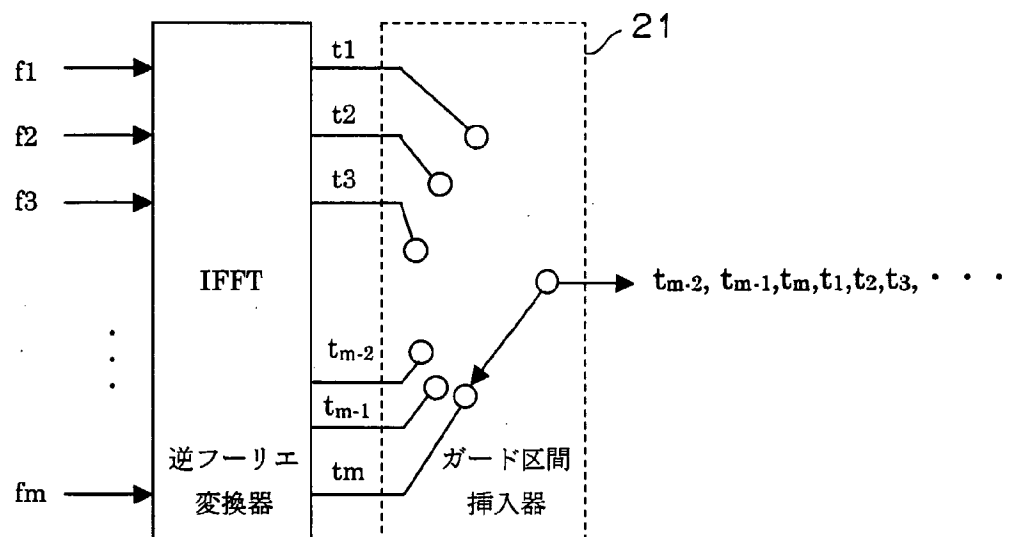 21
f1
t1
f2
t2
f3
t3
IFFT
tm-2, tm-1,tm,t1,t2,t3,・・・
tm-2
tm-1
逆フーリエ
変換器
fm
tm
ガード区間
挿入器